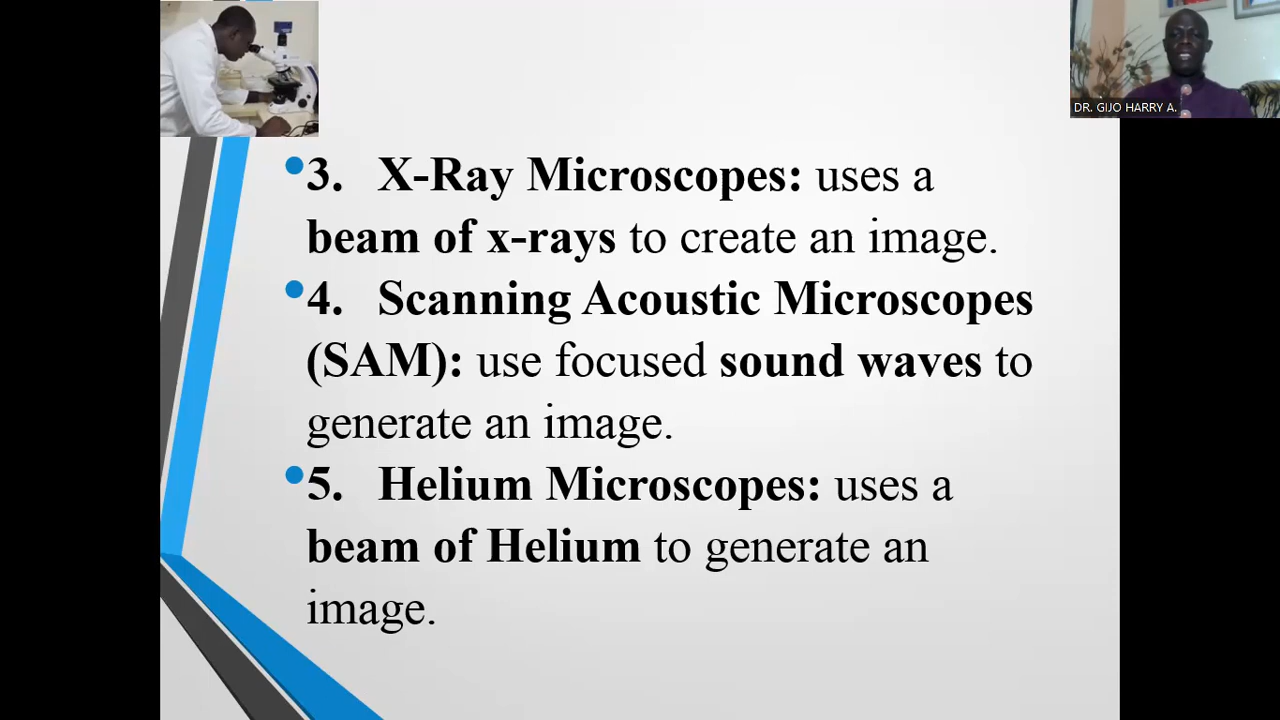 DR. GIJO HARRY A.
•3. X-Ray Microscopes: uses a
beam of x-rays to create an image.
•4. Scanning Acoustic Microscopes
(SAM): use focused sound waves to
generate an image.
•5. Helium Microscopes: uses a
beam of Helium to generate an
image.